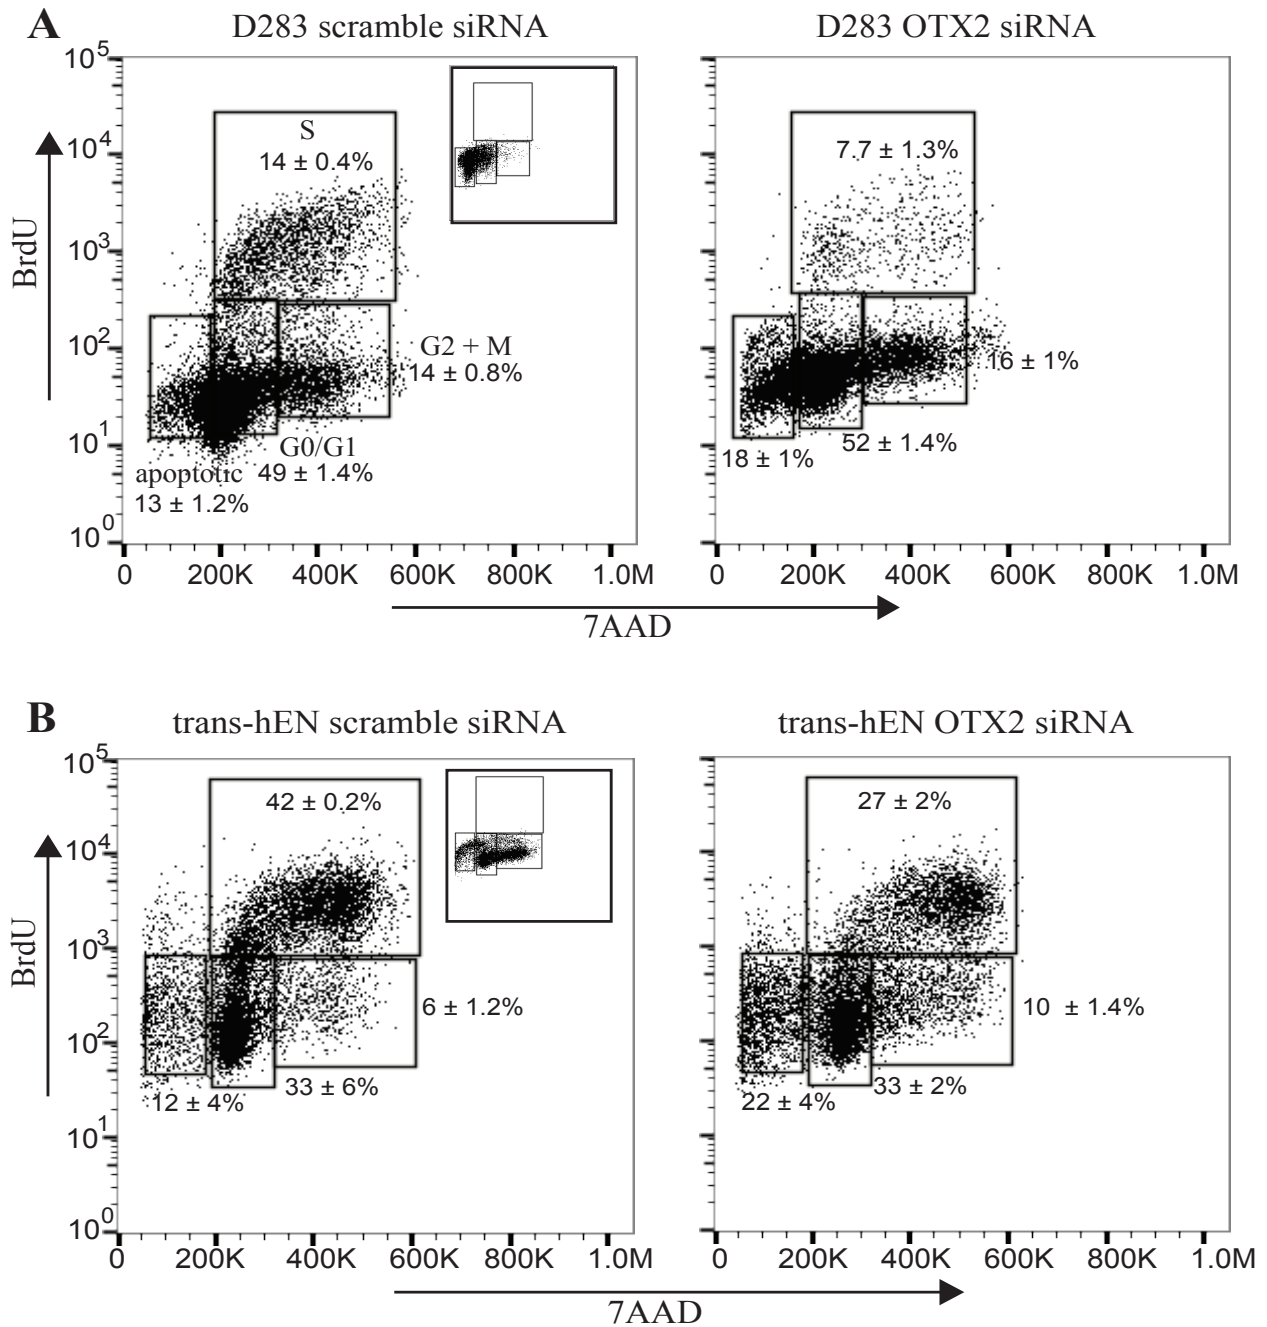 A
D283 scramble siRNA
D283 OTX2 siRNA
10^5
10^4
10^3
10^2
10^1
10^0
BrdU
S
14 ± 0.4%
G2 + M
14 ± 0.8%
G0/G1
49 ± 1.4%
apoptotic
13 ± 1.2%
7.7 ± 1.3%
16 ± 1%
52 ± 1.4%
18 ± 1%
0 200K 400K 600K 800K 1.0M
0 200K 400K 600K 800K 1.0M
7AAD
B
trans-hEN scramble siRNA
trans-hEN OTX2 siRNA
10^5
10^4
10^3
10^2
10^1
10^0
BrdU
42 ± 0.2%
6 ± 1.2%
33 ± 6%
12 ± 4%
27 ± 2%
10 ± 1.4%
33 ± 2%
22 ± 4%
0 200K 400K 600K 800K 1.0M
0 200K 400K 600K 800K 1.0M
7AAD